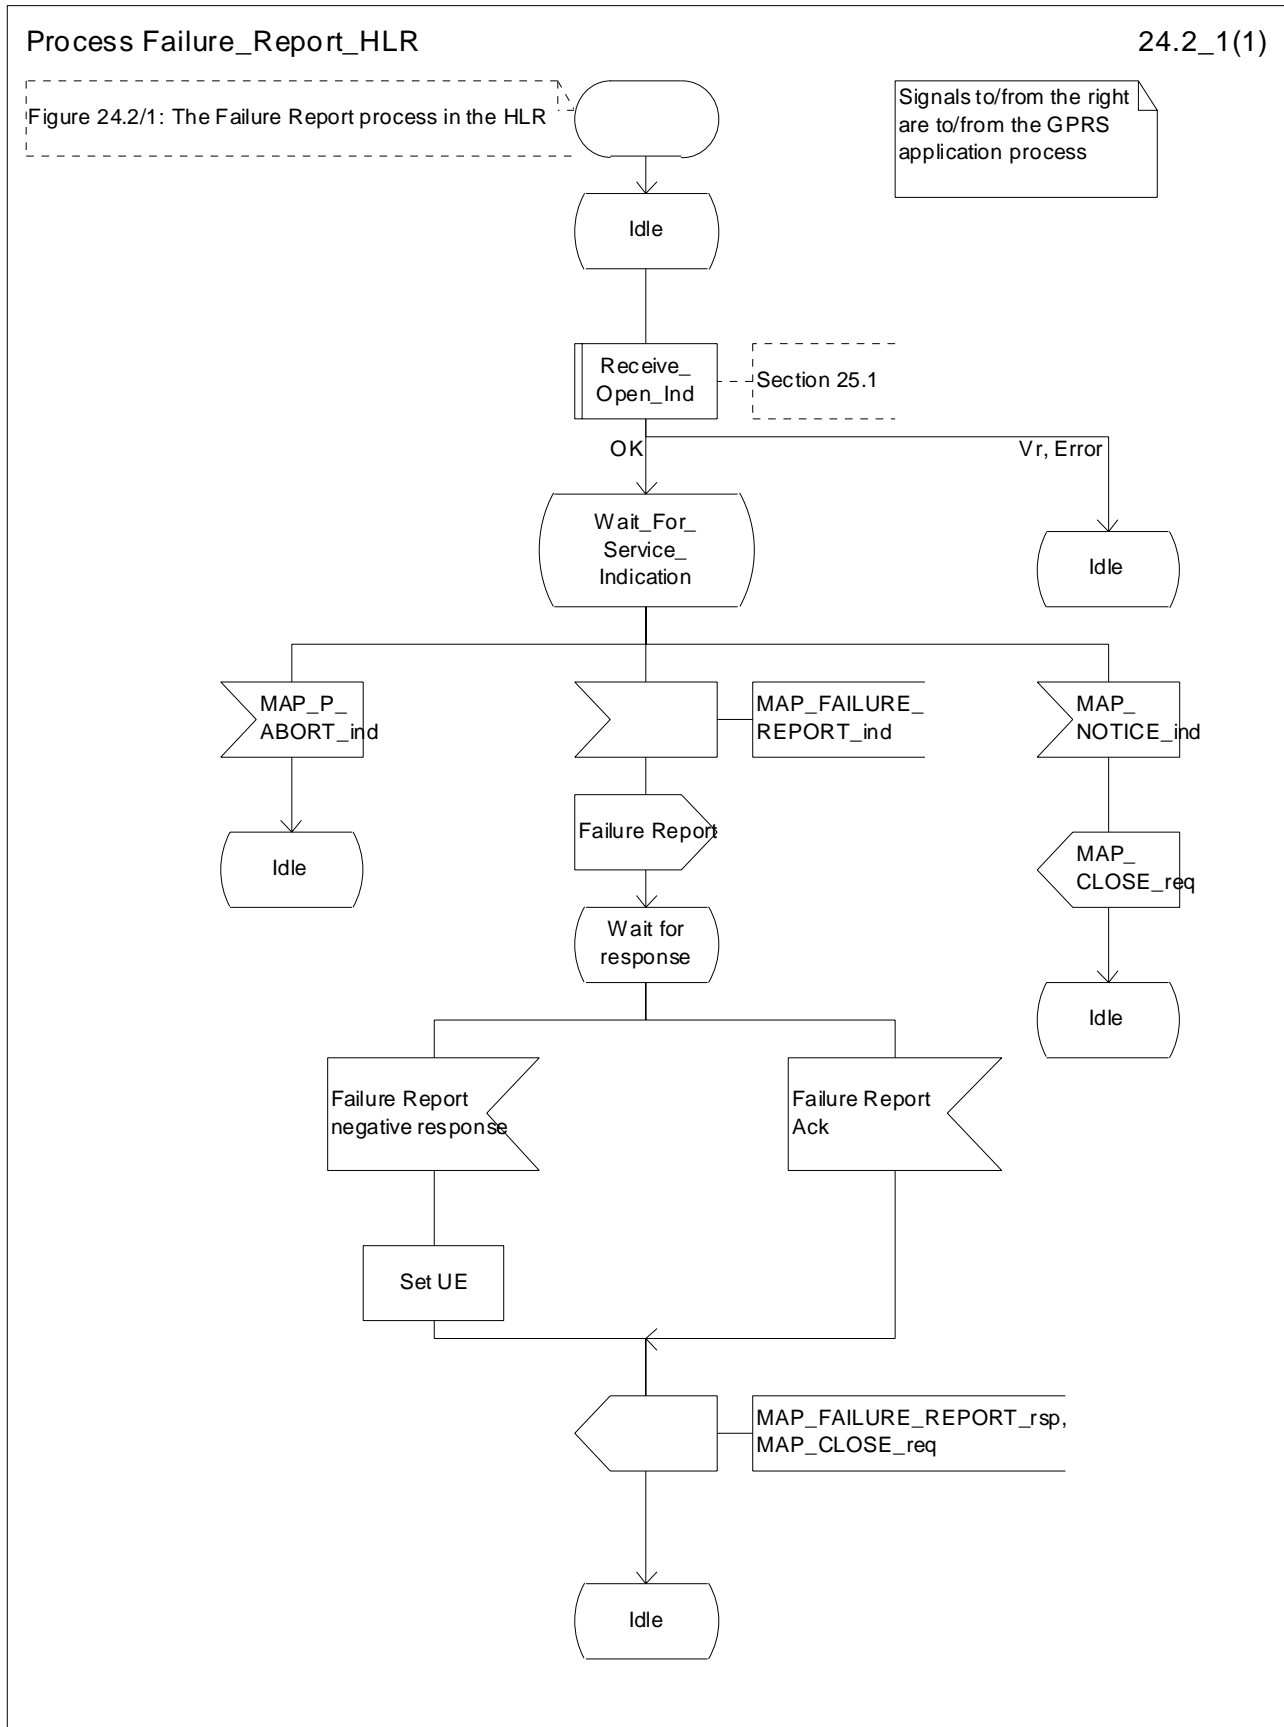 Process Failure_Report_HLR
24.2_1(1)
Figure 24.2/1: The Failure Report process in the HLR
Signals to/from the right
are to/from the GPRS
application process
Idle
Receive_
Open_Ind
Section 25.1
OK
Vr, Error
Wait_For_
Service_
Indication
Idle
MAP_P_
ABORT_ind
MAP_FAILURE_
REPORT_ind
MAP_
NOTICE_ind
Failure Report
Idle
MAP_
CLOSE_req
Wait for
response
Idle
Failure Report
negative response
Failure Report
Ack
Set UE
MAP_FAILURE_REPORT_rsp,
MAP_CLOSE_req
Idle